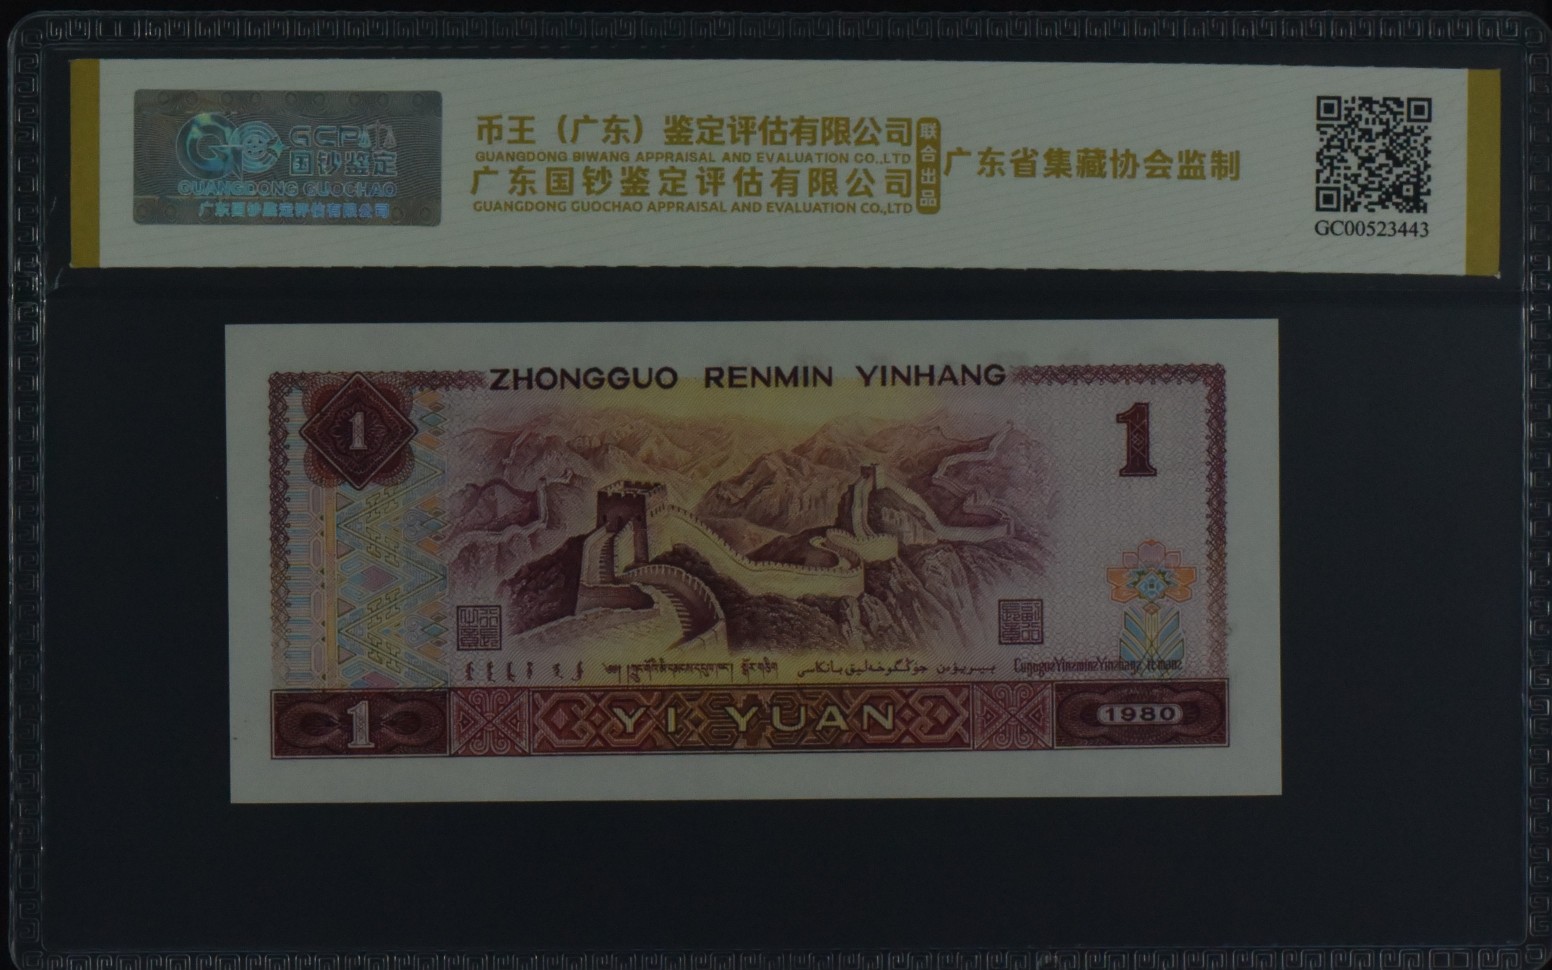 GCP
国钞鉴定
GUANGDONG GUOCHAO
广东国钞鉴定评估有限公司
币王（广东）鉴定评估有限公司
GUANGDONG BIWANG APPRAISAL AND EVALUATION CO.,LTD
广东国钞鉴定评估有限公司
GUANGDONG GUOCHAO APPRAISAL AND EVALUATION CO.,LTD
联合出品
广东省集藏协会监制
GC00523443
ZHONGGUO RENMIN YINHANG
1
1
1
YI YUAN
1980